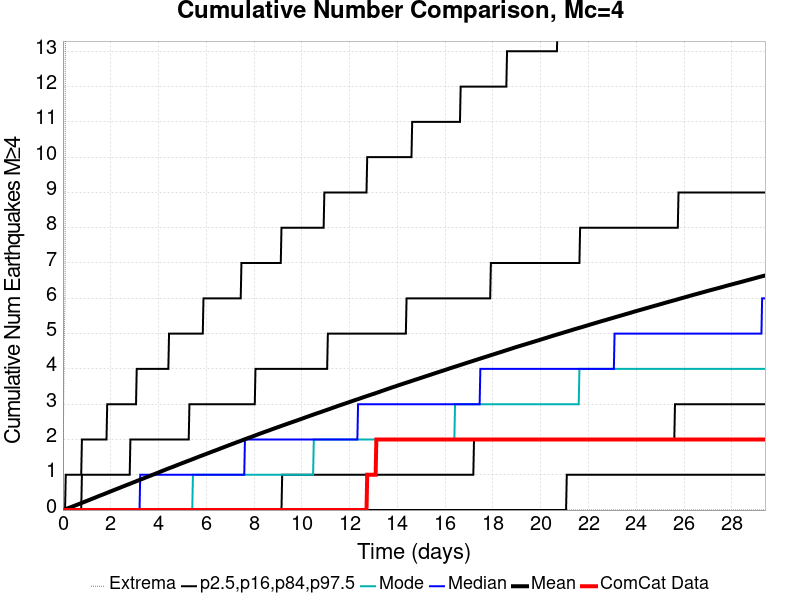 Cumulative Number Comparison, Mc=4
Cumulative Num Earthquakes M≥4
13
12
11
10
9
8
7
6
5
4
3
2
1
0
0 2 4 6 8 10 12 14 16 18 20 22 24 26 28
Time (days)
Extrema p2.5,p16,p84,p97.5 Mode Median Mean ComCat Data